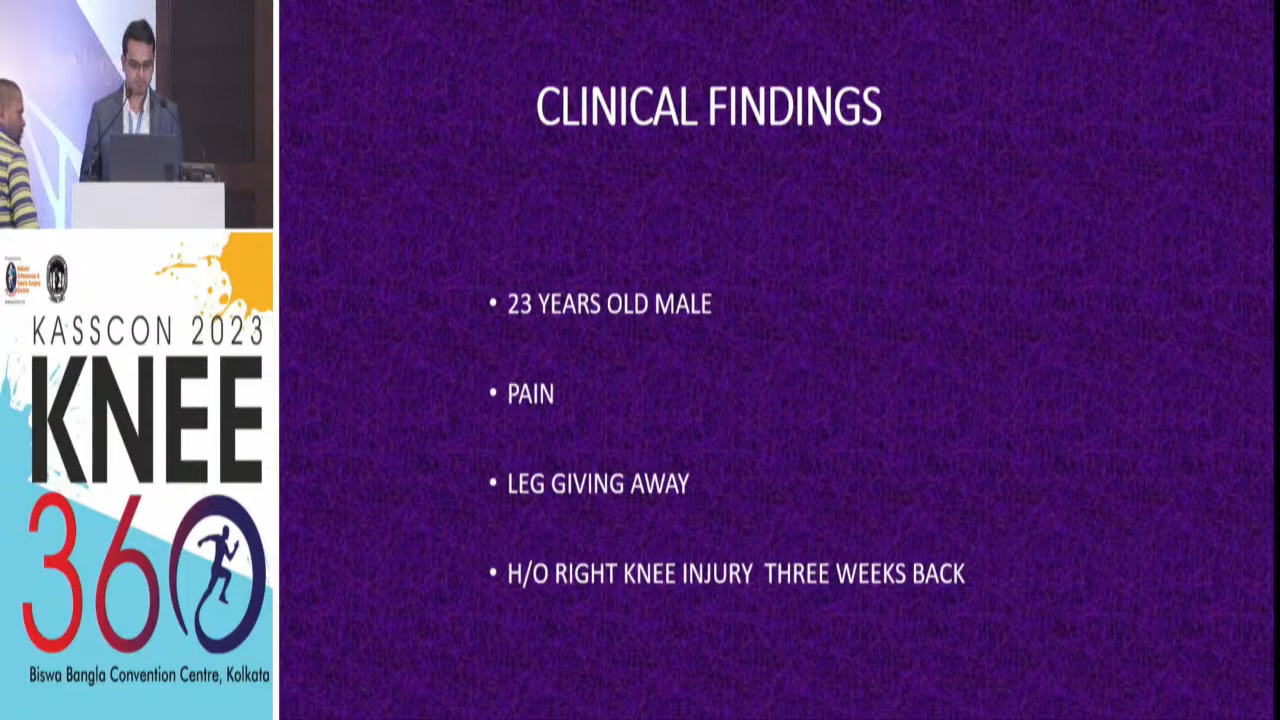 CLINICAL FINDINGS
• 23 YEARS OLD MALE
• PAIN
• LEG GIVING AWAY
• H/O RIGHT KNEE INJURY THREE WEEKS BACK
KASSCON 2023
KNEE
360
Biswa Bangla Convention Centre, Kolkata